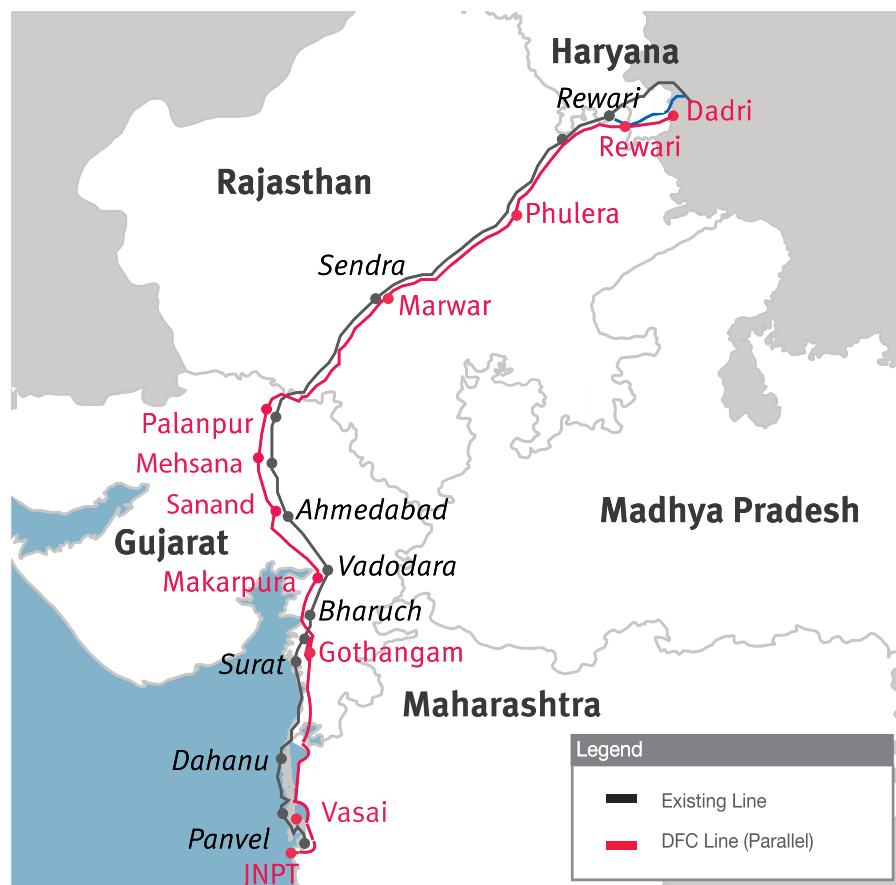 Haryana
Rewari
Dadri
Rewari
Rajasthan
Phulera
Sendra
Marwar
Palanpur
Mehsana
Sanand
Ahmedabad
Madhya Pradesh
Gujarat
Vadodara
Makarpura
Bharuch
Gothangam
Surat
Maharashtra
Legend
Dahanu
Existing Line
Vasai
Panvel
DFC Line (Parallel)
JNPT